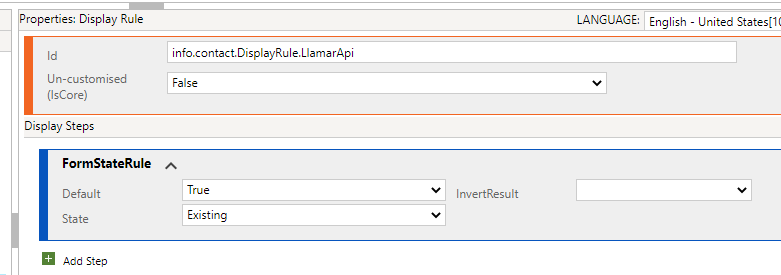 Properties: Display Rule LANGUAGE: English - United States[10
Id info.contact.DisplayRule.LlamarApi
Un-customised
(IsCore) False
Display Steps
FormStateRule
Default True InvertResult
State Existing
Add Step